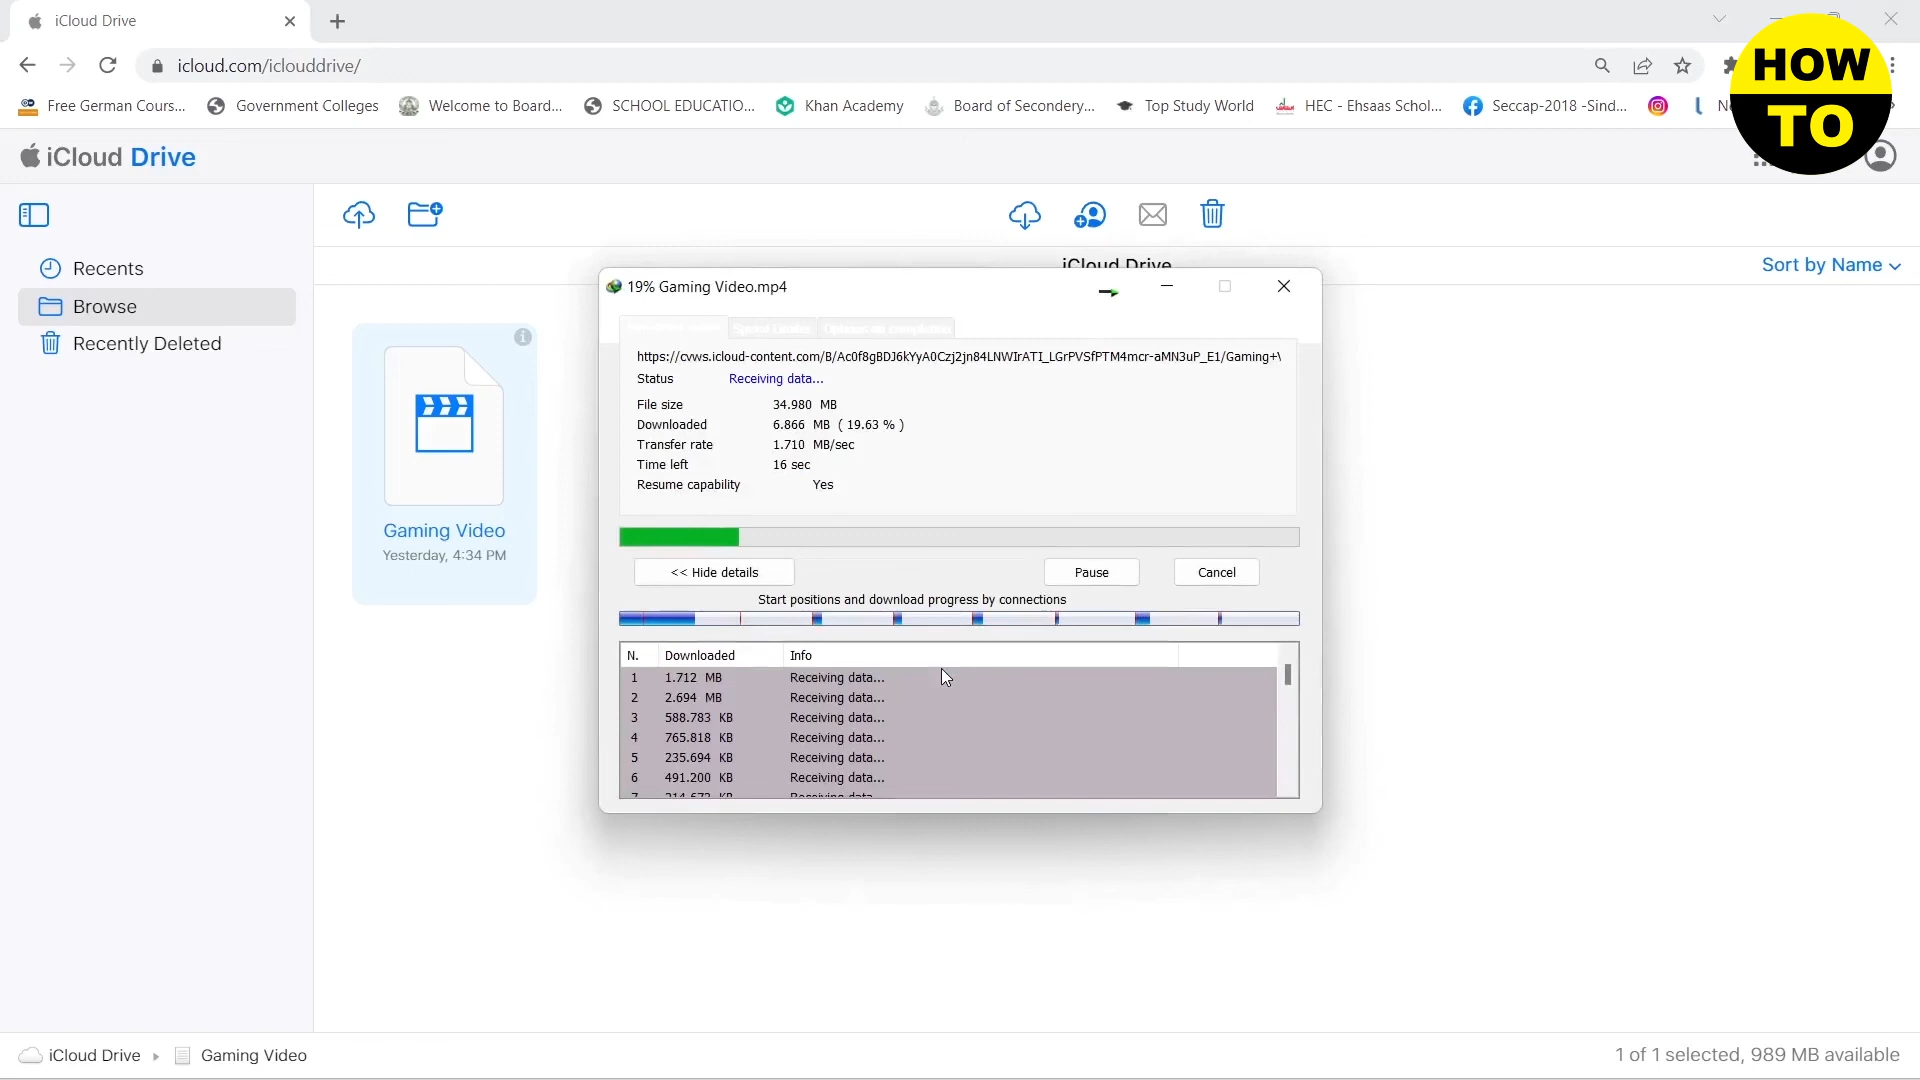 iCloud Drive
HOW
TO
icloud.com/iclouddrive/
Free German Cours...
Government Colleges
Welcome to Board...
SCHOOL EDUCATIO...
Khan Academy
Board of Secondery...
Top Study World
HEC - Ehsaas Schol...
Seccap-2018 -Sind...
iCloud Drive
Recents
Browse
Recently Deleted
iCloud Drive
Sort by Name
Gaming Video
Yesterday, 4:34 PM
19% Gaming Video.mp4
Speed Limiter
Options on completion
https://cvws.icloud-content.com/B/Ac0f8gBDJ6kYyA0Czj2jn84LNWIrATI_LGrPVSfPTM4mcr-aMN3uP_E1/Gaming+\
Status Receiving data...
File size 34.980 MB
Downloaded 6.866 MB ( 19.63 % )
Transfer rate 1.710 MB/sec
Time left 16 sec
Resume capability Yes
<< Hide details
Pause
Cancel
Start positions and download progress by connections
N. Downloaded Info
1 1.712 MB Receiving data...
2 2.694 MB Receiving data...
3 588.783 KB Receiving data...
4 765.818 KB Receiving data...
5 235.694 KB Receiving data...
6 491.200 KB Receiving data...
iCloud Drive
Gaming Video
1 of 1 selected, 989 MB available